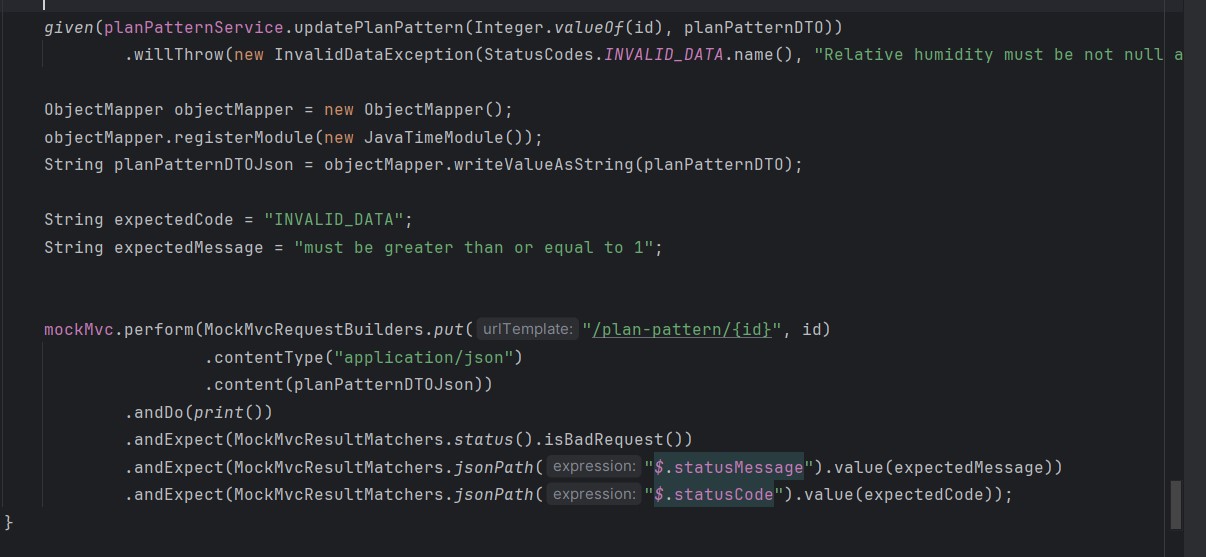 given(planPatternService.updatePlanPattern(Integer.valueOf(id), planPatternDTO))
.willThrow(new InvalidDataException(StatusCodes.INVALID_DATA.name(), "Relative humidity must be not null a
ObjectMapper objectMapper = new ObjectMapper();
objectMapper.registerModule(new JavaTimeModule());
String planPatternDTOJson = objectMapper.writeValueAsString(planPatternDTO);
String expectedCode = "INVALID_DATA";
String expectedMessage = "must be greater than or equal to 1";
mockMvc.perform(MockMvcRequestBuilders.put( urlTemplate: "/plan-pattern/{id}", id)
.contentType("application/json")
.content(planPatternDTOJson))
.andDo(print())
.andExpect(MockMvcResultMatchers.status().isBadRequest())
.andExpect(MockMvcResultMatchers.jsonPath( expression: "$.statusMessage").value(expectedMessage))
.andExpect(MockMvcResultMatchers.jsonPath( expression: "$.statusCode").value(expectedCode));
}